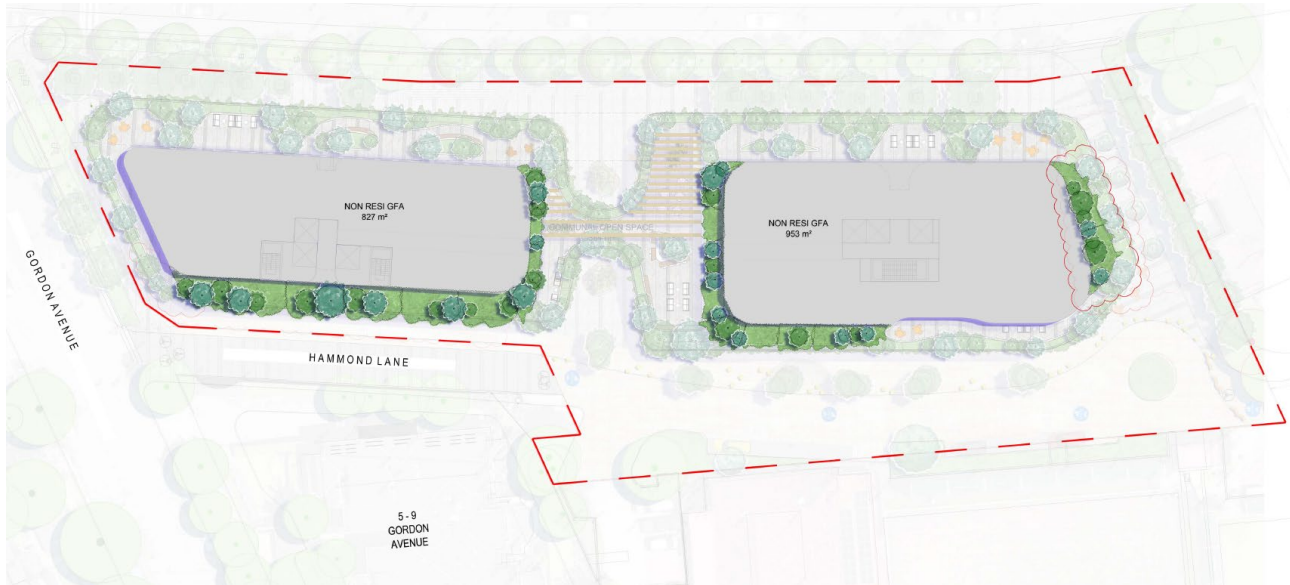 NON RESI GFA
827 m²
NON RESI GFA
953 m²
COMMUNAL OPEN SPACE
GORDON AVENUE
HAMMOND LANE
5 - 9
GORDON
AVENUE